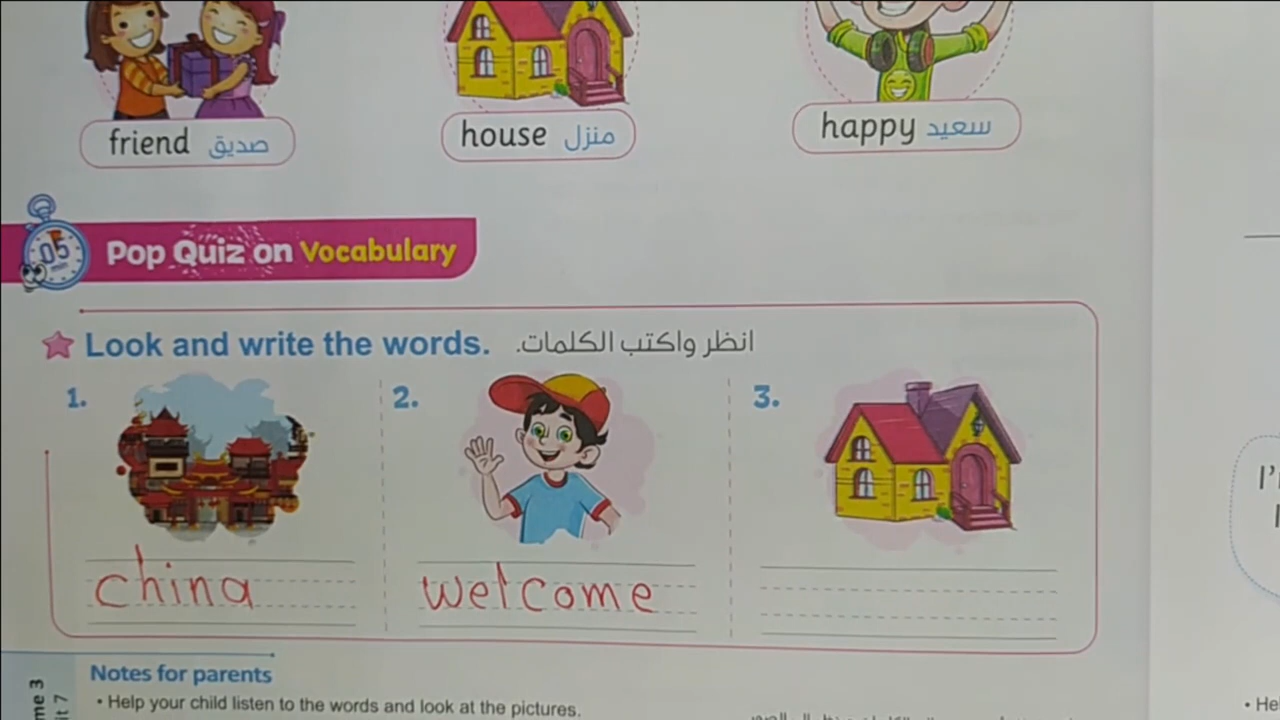 friend صديق
house منزل
happy سعيد
05
Pop Quiz on Vocabulary
Look and write the words. انظر واكتب الكلمات.
1.
2.
3.
china
welcome
Notes for parents
• Help your child listen to the words and look at the pictures.